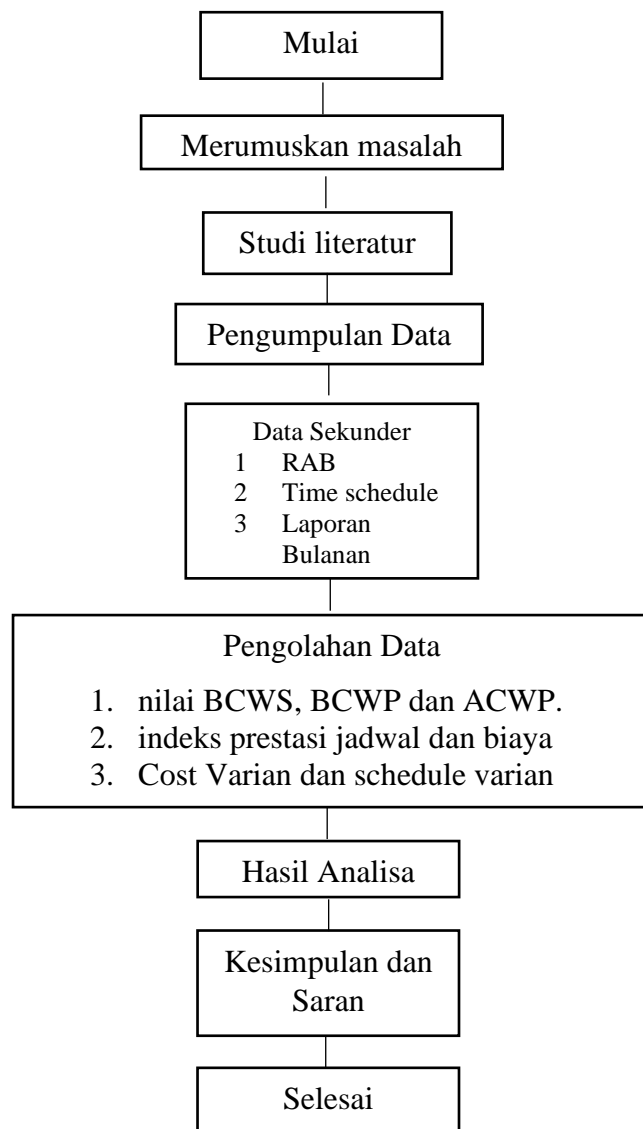 Mulai
Merumuskan masalah
Studi literatur
Pengumpulan Data
Data Sekunder
1 RAB
2 Time schedule
3 Laporan
Bulanan
Pengolahan Data
1. nilai BCWS, BCWP dan ACWP.
2. indeks prestasi jadwal dan biaya
3. Cost Varian dan schedule varian
Hasil Analisa
Kesimpulan dan
Saran
Selesai